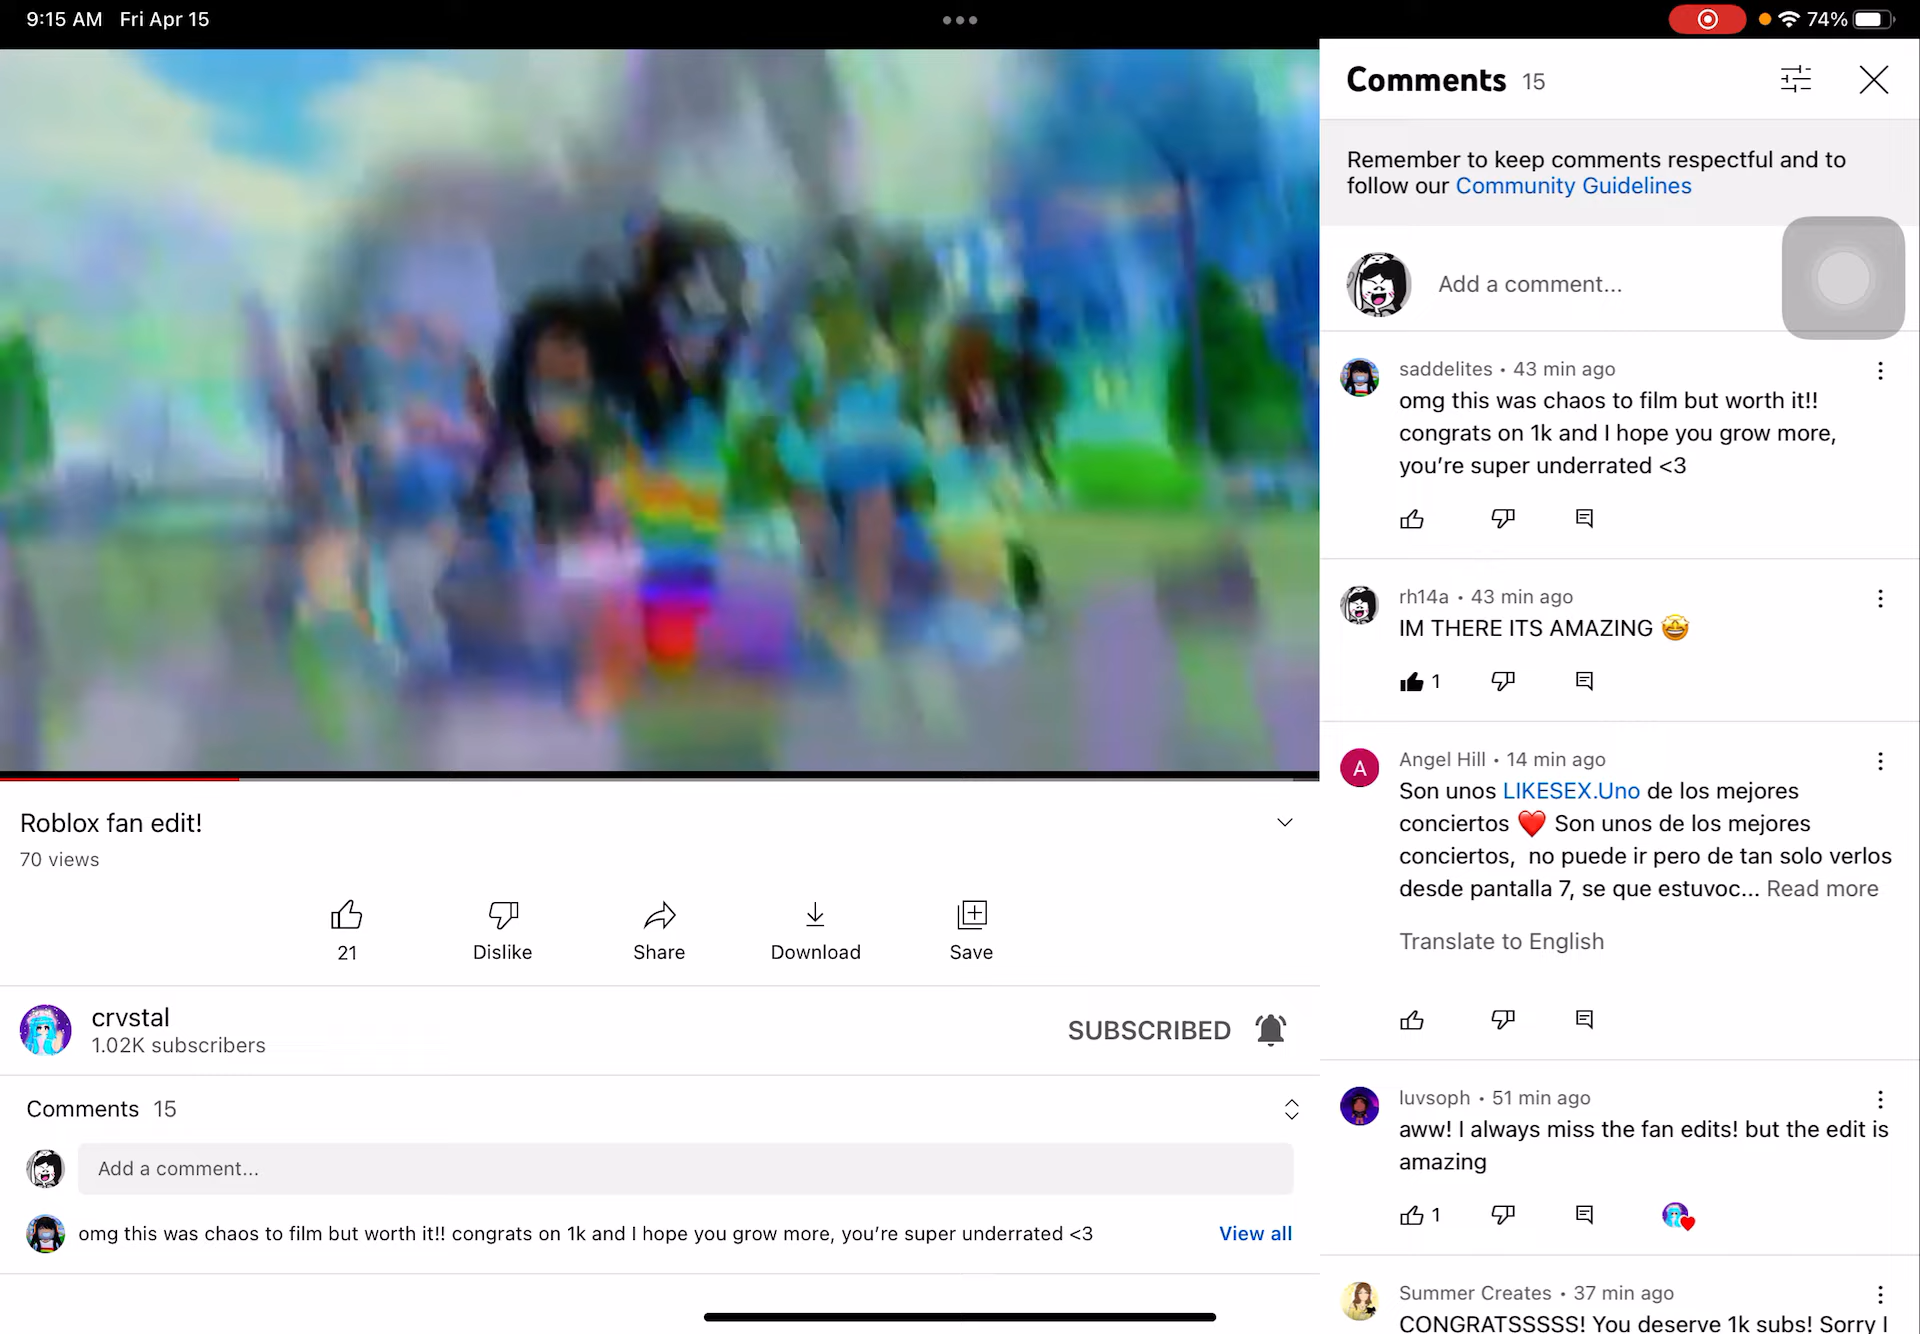 9:15 AM Fri Apr 15
74%
Roblox fan edit!
70 views
21
Dislike
Share
Download
Save
crvstal
1.02K subscribers
SUBSCRIBED
Comments 15
Add a comment...
omg this was chaos to film but worth it!! congrats on 1k and I hope you grow more, you’re super underrated <3
View all
Comments 15
Remember to keep comments respectful and to
follow our Community Guidelines
Add a comment...
saddelites • 43 min ago
omg this was chaos to film but worth it!!
congrats on 1k and I hope you grow more,
you’re super underrated <3
rh14a • 43 min ago
IM THERE ITS AMAZING 🤩
1
A
Angel Hill • 14 min ago
Son unos LIKESEX.Uno de los mejores
conciertos ❤️ Son unos de los mejores
conciertos, no puede ir pero de tan solo verlos
desde pantalla 7, se que estuvoc... Read more
Translate to English
luvsoph • 51 min ago
aww! I always miss the fan edits! but the edit is
amazing
1
Summer Creates • 37 min ago
CONGRATSSSSS! You deserve 1k subs! Sorry I